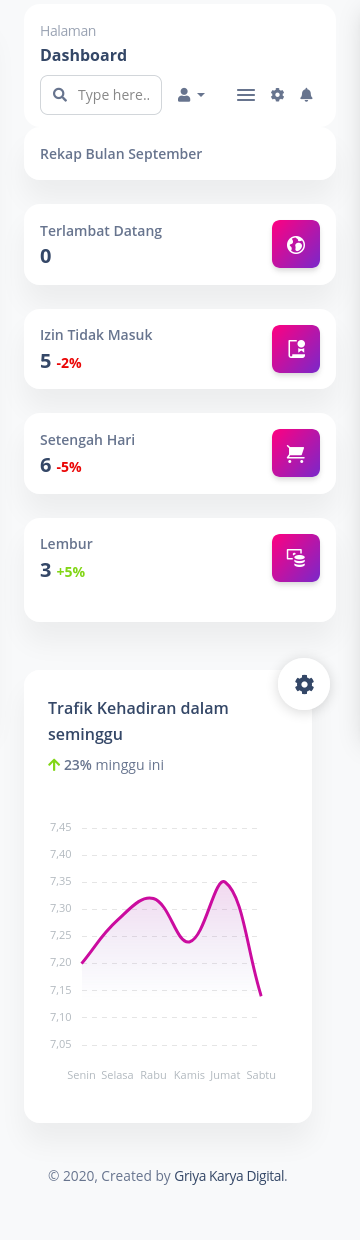 Halaman
Dashboard
Type here..
Rekap Bulan September
Terlambat Datang
0
Izin Tidak Masuk
5 -2%
Setengah Hari
6 -5%
Lembur
3 +5%
Trafik Kehadiran dalam
seminggu
23% minggu ini
7,45
7,40
7,35
7,30
7,25
7,20
7,15
7,10
7,05
Senin Selasa Rabu Kamis Jumat Sabtu
© 2020, Created by Griya Karya Digital.